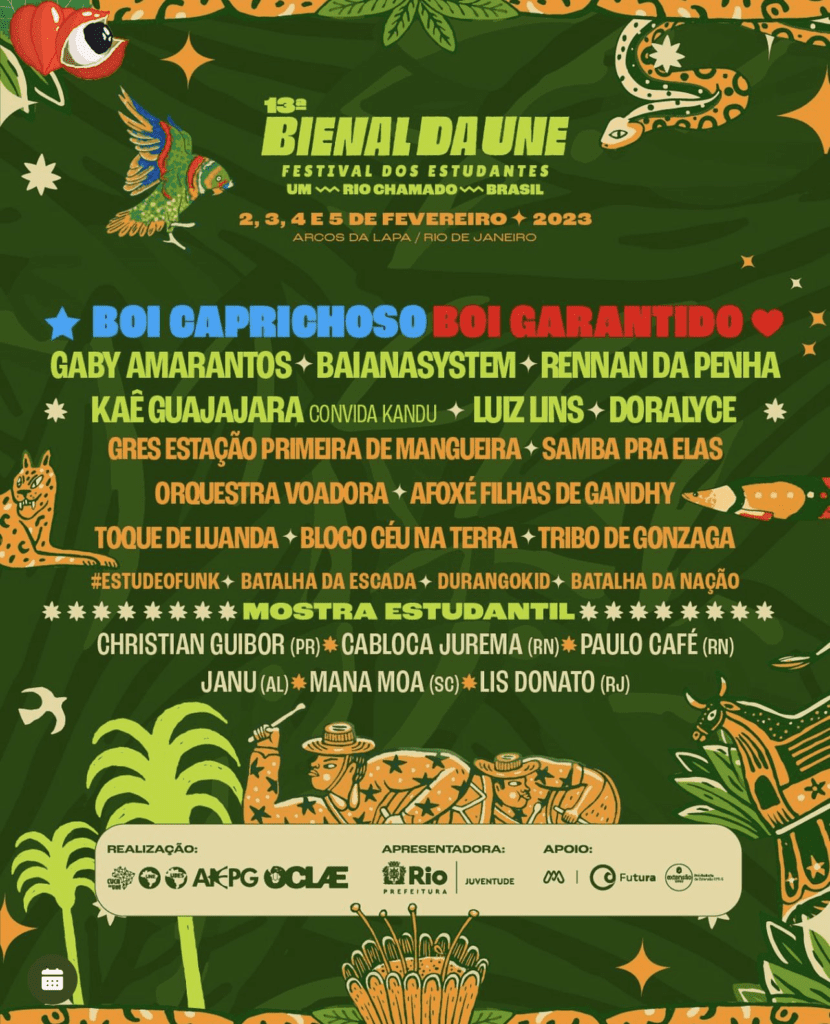 13ª
BIENAL DA UNE
FESTIVAL DOS ESTUDANTES
UM RIO CHAMADO BRASIL
2, 3, 4 E 5 DE FEVEREIRO ✦ 2023
ARCOS DA LAPA / RIO DE JANEIRO
BOI CAPRICHOSO BOI GARANTIDO
GABY AMARANTOS ✦ BAIANASYSTEM ✦ RENNAN DA PENHA
KAÊ GUAJAJARA CONVIDA KANDU ✦ LUIZ LINS ✦ DORALYCE
GRES ESTAÇÃO PRIMEIRA DE MANGUEIRA ✦ SAMBA PRA ELAS
ORQUESTRA VOADORA ✦ AFOXÉ FILHAS DE GANDHY
TOQUE DE LUANDA ✦ BLOCO CÉU NA TERRA ✦ TRIBO DE GONZAGA
#ESTUDEOFUNK ✦ BATALHA DA ESCADA ✦ DURANGOKID ✦ BATALHA DA NAÇÃO
MOSTRA ESTUDANTIL
CHRISTIAN GUIBOR (PR) CABLOCA JUREMA (RN) PAULO CAFÉ (RN)
JANU (AL) MANA MOA (SC) LIS DONATO (RJ)
REALIZAÇÃO: APRESENTADORA: APOIO:
OCLAE Rio PREFEITURA JUVENTUDE Futura extensão